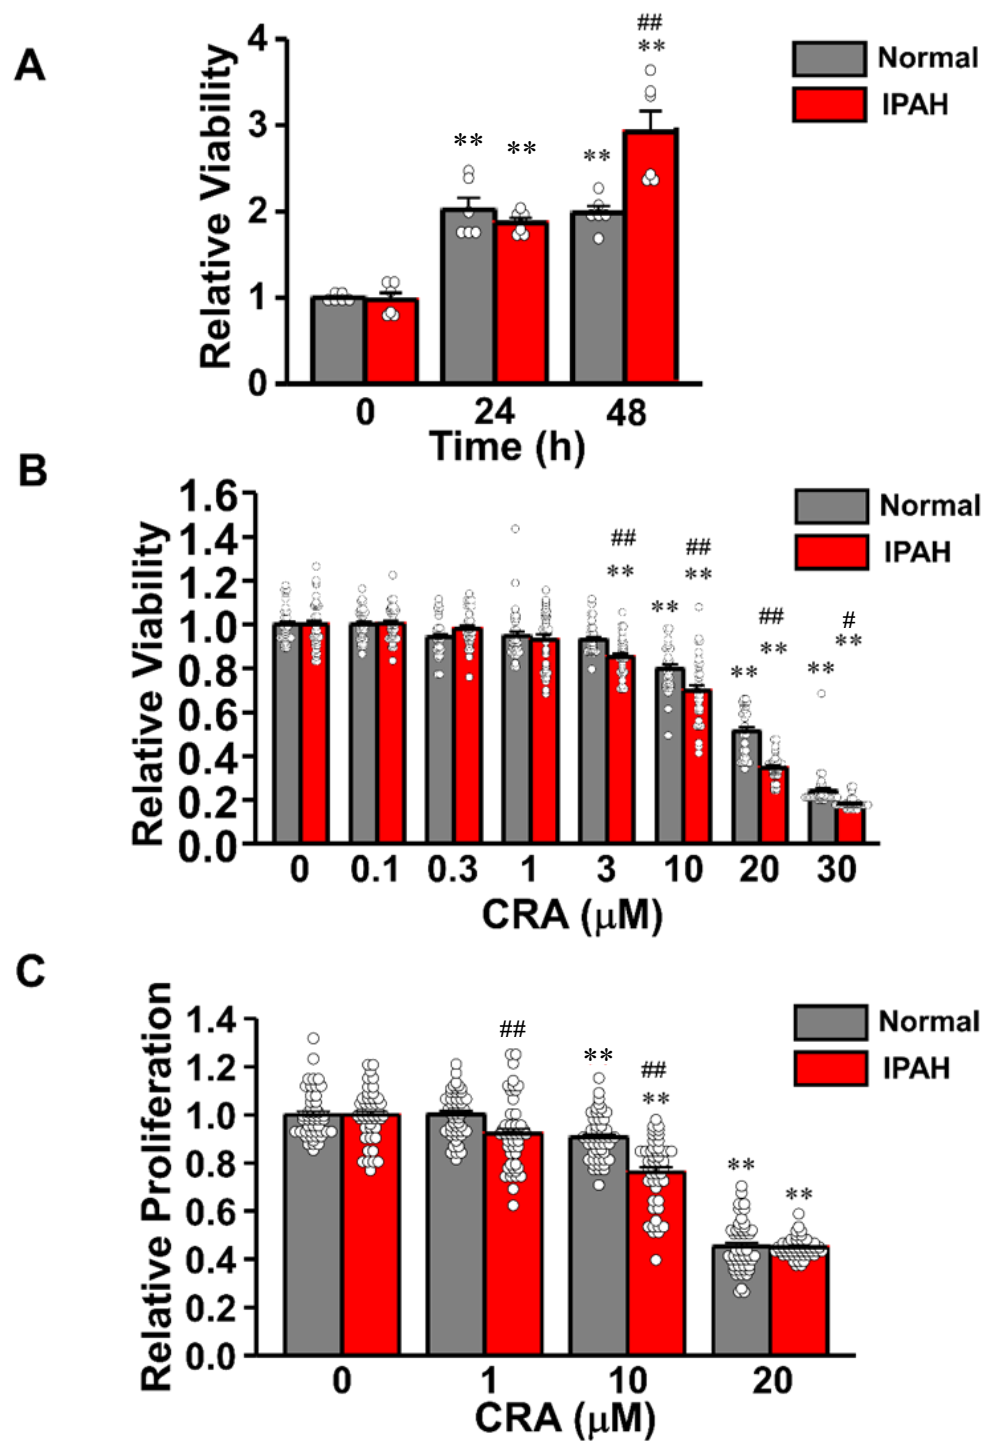 A
Relative Viability
4
3
2
1
0
** ** ** ## **
0 24 48
Time (h)
Normal
IPAH
B
Relative Viability
1.6
1.4
1.2
1.0
0.8
0.6
0.4
0.2
0.0
## ** ** ## ** ** ## ** ** # **
0 0.1 0.3 1 3 10 20 30
CRA (μM)
Normal
IPAH
C
Relative Proliferation
1.4
1.2
1.0
0.8
0.6
0.4
0.2
0.0
## ** ## ** ** **
0 1 10 20
CRA (μM)
Normal
IPAH